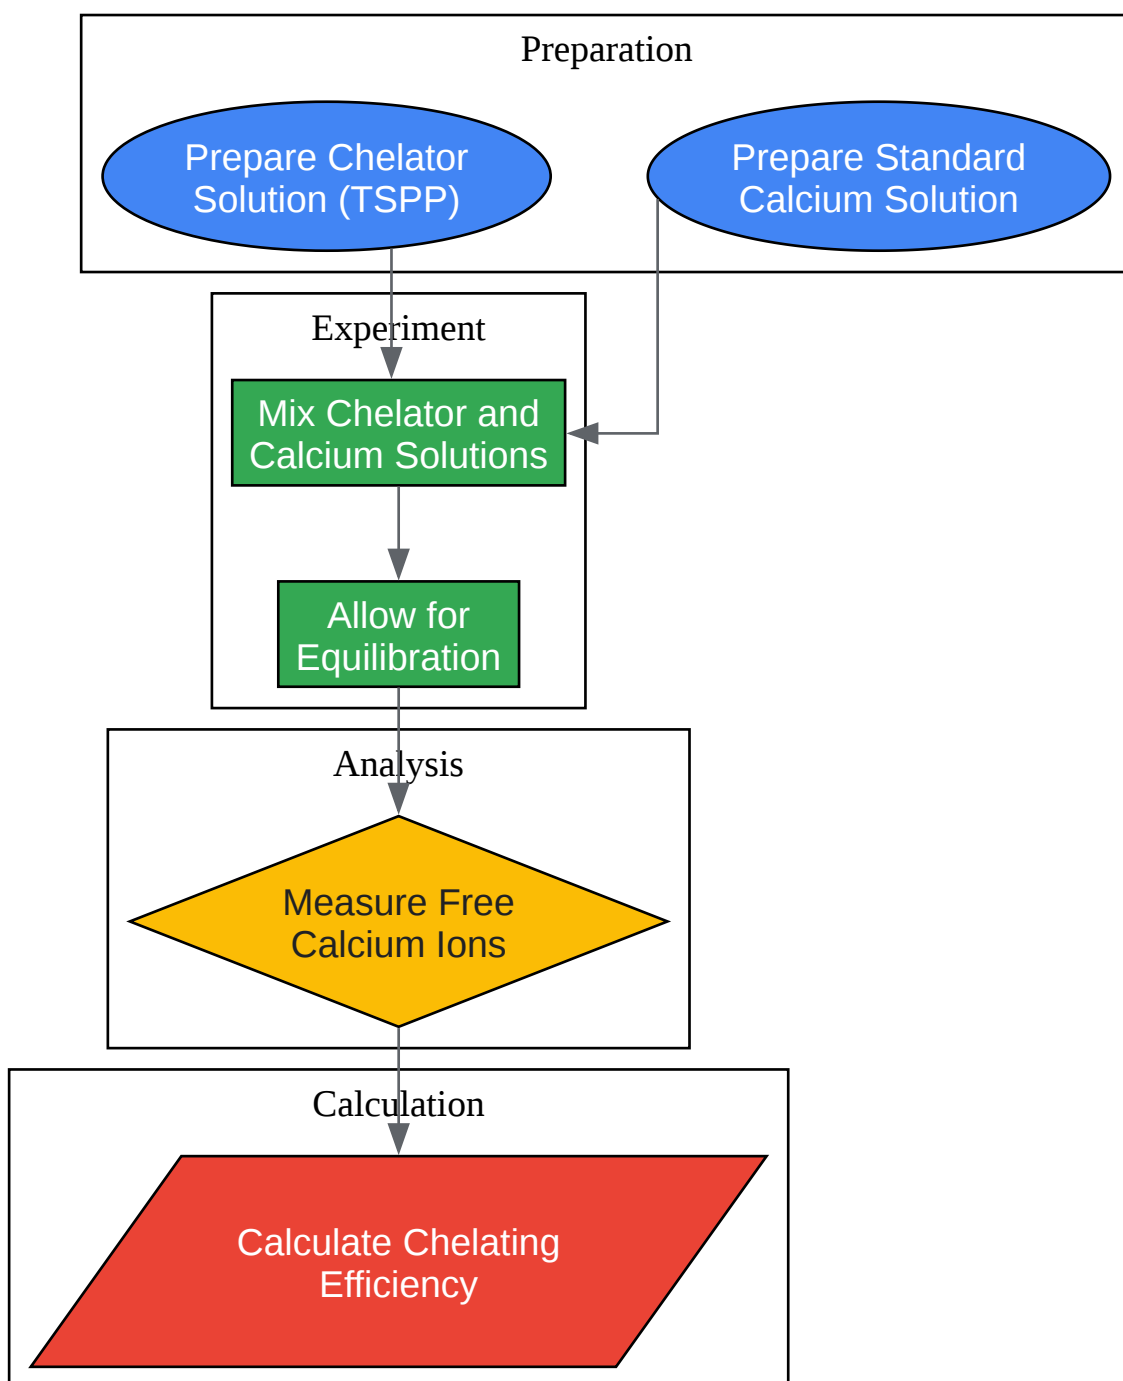 Preparation
Prepare Chelator
Solution (TSPP)
Prepare Standard
Calcium Solution
Experiment
Mix Chelator and
Calcium Solutions
Allow for
Equilibration
Analysis
Measure Free
Calcium Ions
Calculation
Calculate Chelating
Efficiency